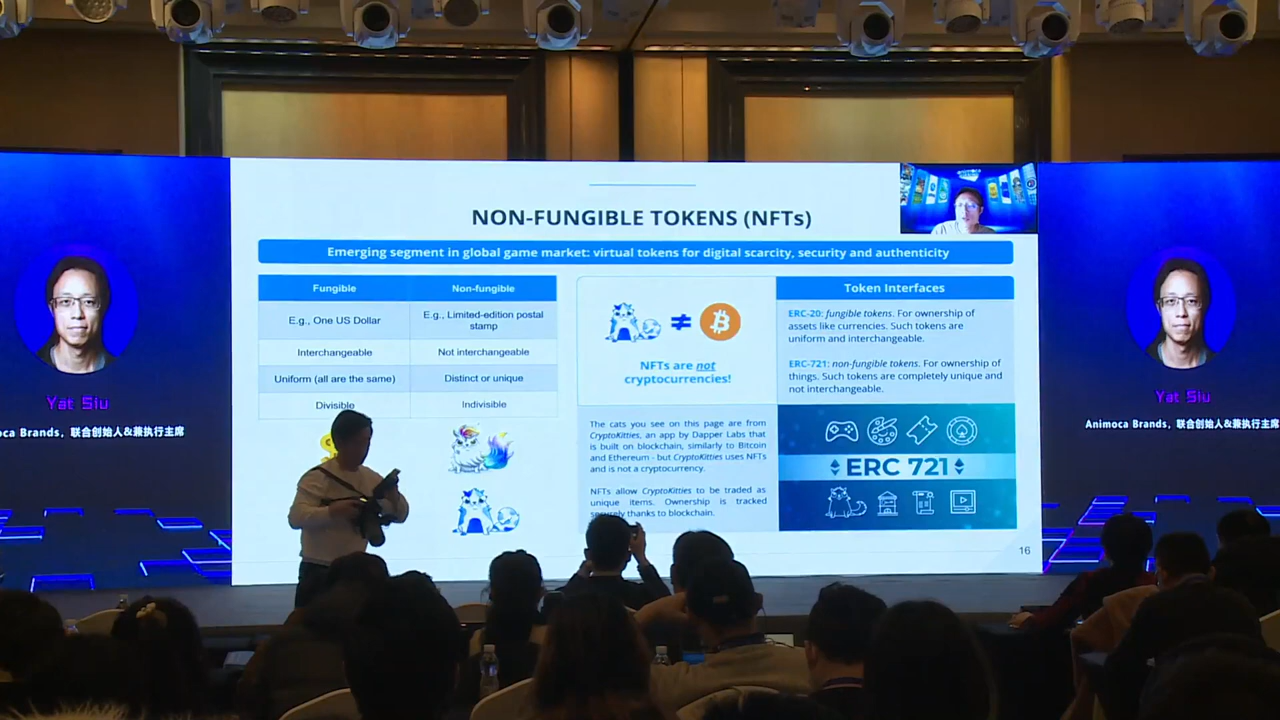 NON-FUNGIBLE TOKENS (NFTs)
Emerging segment in global game market: virtual tokens for digital scarcity, security and authenticity
Fungible
Non-fungible
E.g., One US Dollar
E.g., Limited-edition postal
stamp
Interchangeable
Not interchangeable
Uniform (all are the same)
Distinct or unique
Divisible
Indivisible
≠
NFTs are not
cryptocurrencies!
The cats you see on this page are from
CryptoKitties, an app by Dapper Labs that
is built on blockchain, similarly to Bitcoin
and Ethereum - but CryptoKitties uses NFTs
and is not a cryptocurrency.
NFTs allow CryptoKitties to be traded as
unique items. Ownership is tracked
securely thanks to blockchain.
Token Interfaces
ERC-20: fungible tokens. For ownership of
assets like currencies. Such tokens are
uniform and interchangeable.
ERC-721: non-fungible tokens. For ownership of
things. Such tokens are completely unique and
not interchangeable.
ERC 721
16
Yat Siu
oca Brands，联合创始人&兼执行主席
Yat Siu
Animoca Brands，联合创始人&兼执行主席